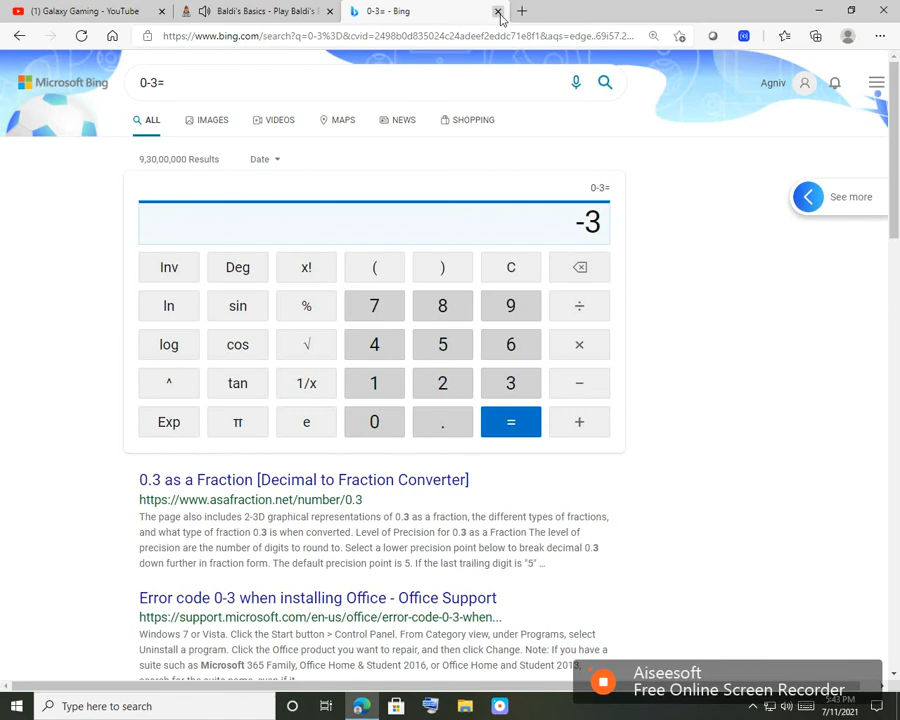 (1) Galaxy Gaming - YouTube
Baldi's Basics - Play Baldi's
0-3= - Bing
https://www.bing.com/search?q=0-3%3D&cvid=2498b0d835024c24adeef2eddc71e8f1&aqs=edge..69i57.2...
Microsoft Bing
0-3=
Agniv
ALL IMAGES VIDEOS MAPS NEWS SHOPPING
9,30,00,000 Results Date
See more
0-3=
-3
Inv Deg x! ( ) C
ln sin % 7 8 9 ÷
log cos √ 4 5 6 ×
^ tan 1/x 1 2 3 −
Exp π e 0 . = +
0.3 as a Fraction [Decimal to Fraction Converter]
https://www.asafraction.net/number/0.3
The page also includes 2-3D graphical representations of 0.3 as a fraction, the different types of fractions,
and what type of fraction 0.3 is when converted. Level of Precision for 0.3 as a Fraction The level of
precision are the number of digits to round to. Select a lower precision point below to break decimal 0.3
down further in fraction form. The default precision point is 5. If the last trailing digit is "5" ...
Error code 0-3 when installing Office - Office Support
https://support.microsoft.com/en-us/office/error-code-0-3-when...
Windows 7 or Vista. Click the Start button > Control Panel. From Category view, under Programs, select
Uninstall a program. Click the Office product you want to repair, and then click Change. Note: If you have a
suite such as Microsoft 365 Family, Office Home & Student 2016, or Office Home and Student 2013,
search for the suite name, even if it
Aiseesoft
Free Online Screen Recorder
Type here to search
5:43 PM
7/11/2021